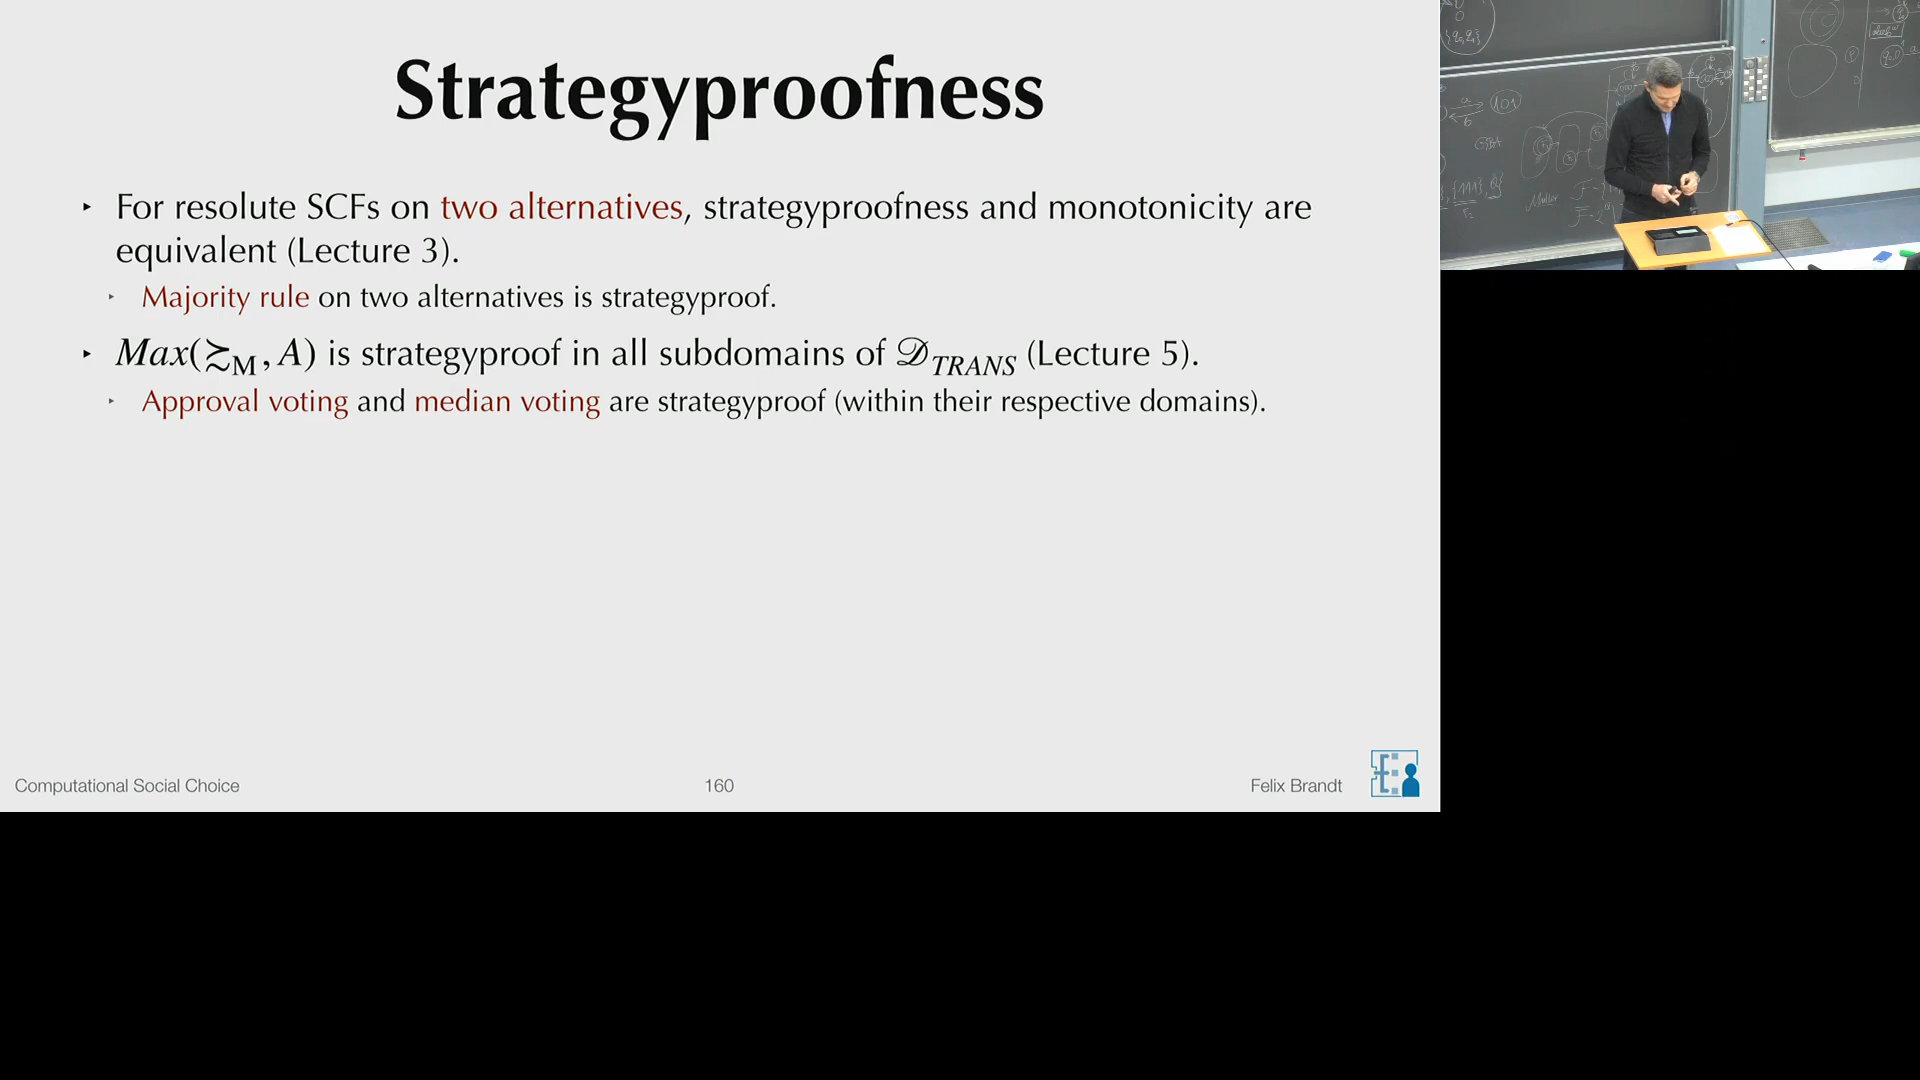 Strategyproofness
‣ For resolute SCFs on two alternatives, strategyproofness and monotonicity are
equivalent (Lecture 3).
‣ Majority rule on two alternatives is strategyproof.
‣ Max(≿M, A) is strategyproof in all subdomains of 𝒟TRANS (Lecture 5).
‣ Approval voting and median voting are strategyproof (within their respective domains).
Computational Social Choice
160
Felix Brandt